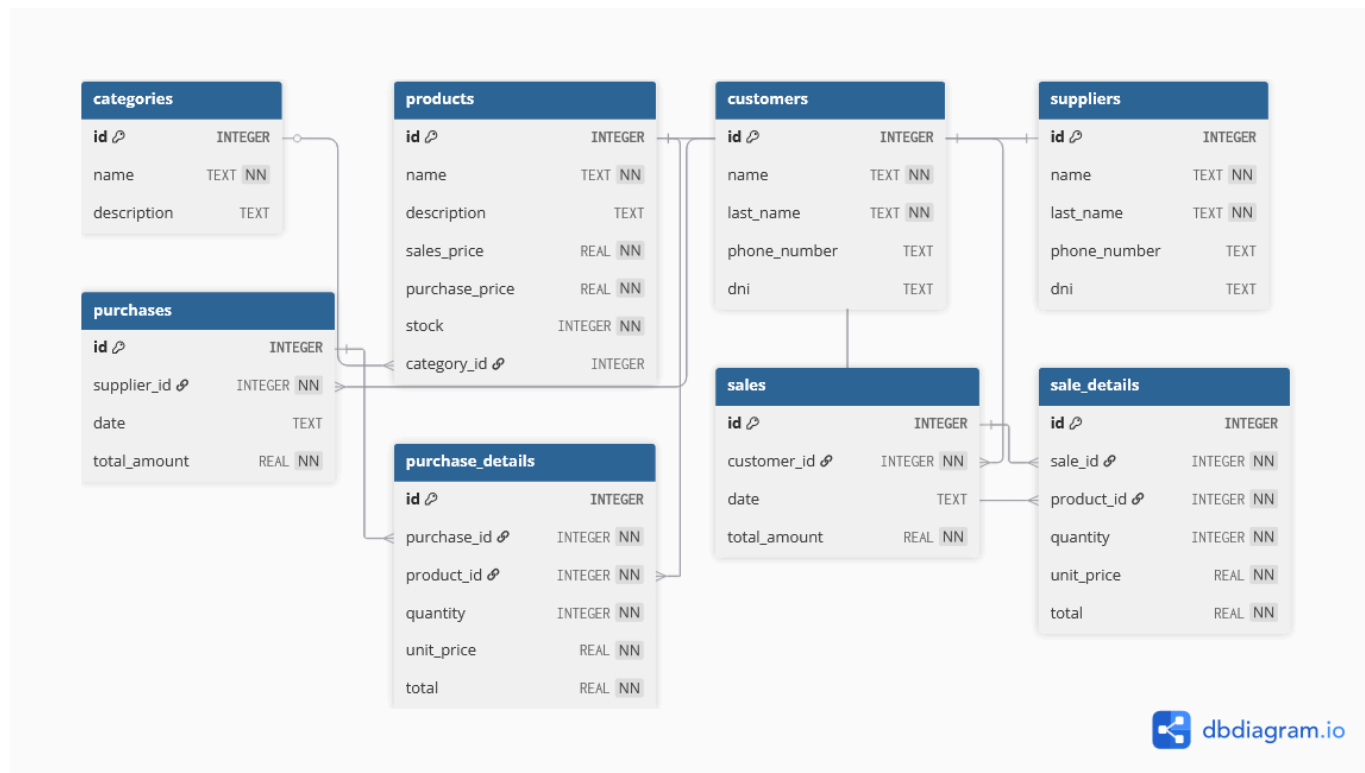 categories
id INTEGER
name TEXT NN
description TEXT
products
id INTEGER
name TEXT NN
description TEXT
sales_price REAL NN
purchase_price REAL NN
stock INTEGER NN
category_id INTEGER
customers
id INTEGER
name TEXT NN
last_name TEXT NN
phone_number TEXT
dni TEXT
suppliers
id INTEGER
name TEXT NN
last_name TEXT NN
phone_number TEXT
dni TEXT
purchases
id INTEGER
supplier_id INTEGER NN
date TEXT
total_amount REAL NN
purchase_details
id INTEGER
purchase_id INTEGER NN
product_id INTEGER NN
quantity INTEGER NN
unit_price REAL NN
total REAL NN
sales
id INTEGER
customer_id INTEGER NN
date TEXT
total_amount REAL NN
sale_details
id INTEGER
sale_id INTEGER NN
product_id INTEGER NN
quantity INTEGER NN
unit_price REAL NN
total REAL NN
dbdiagram.io